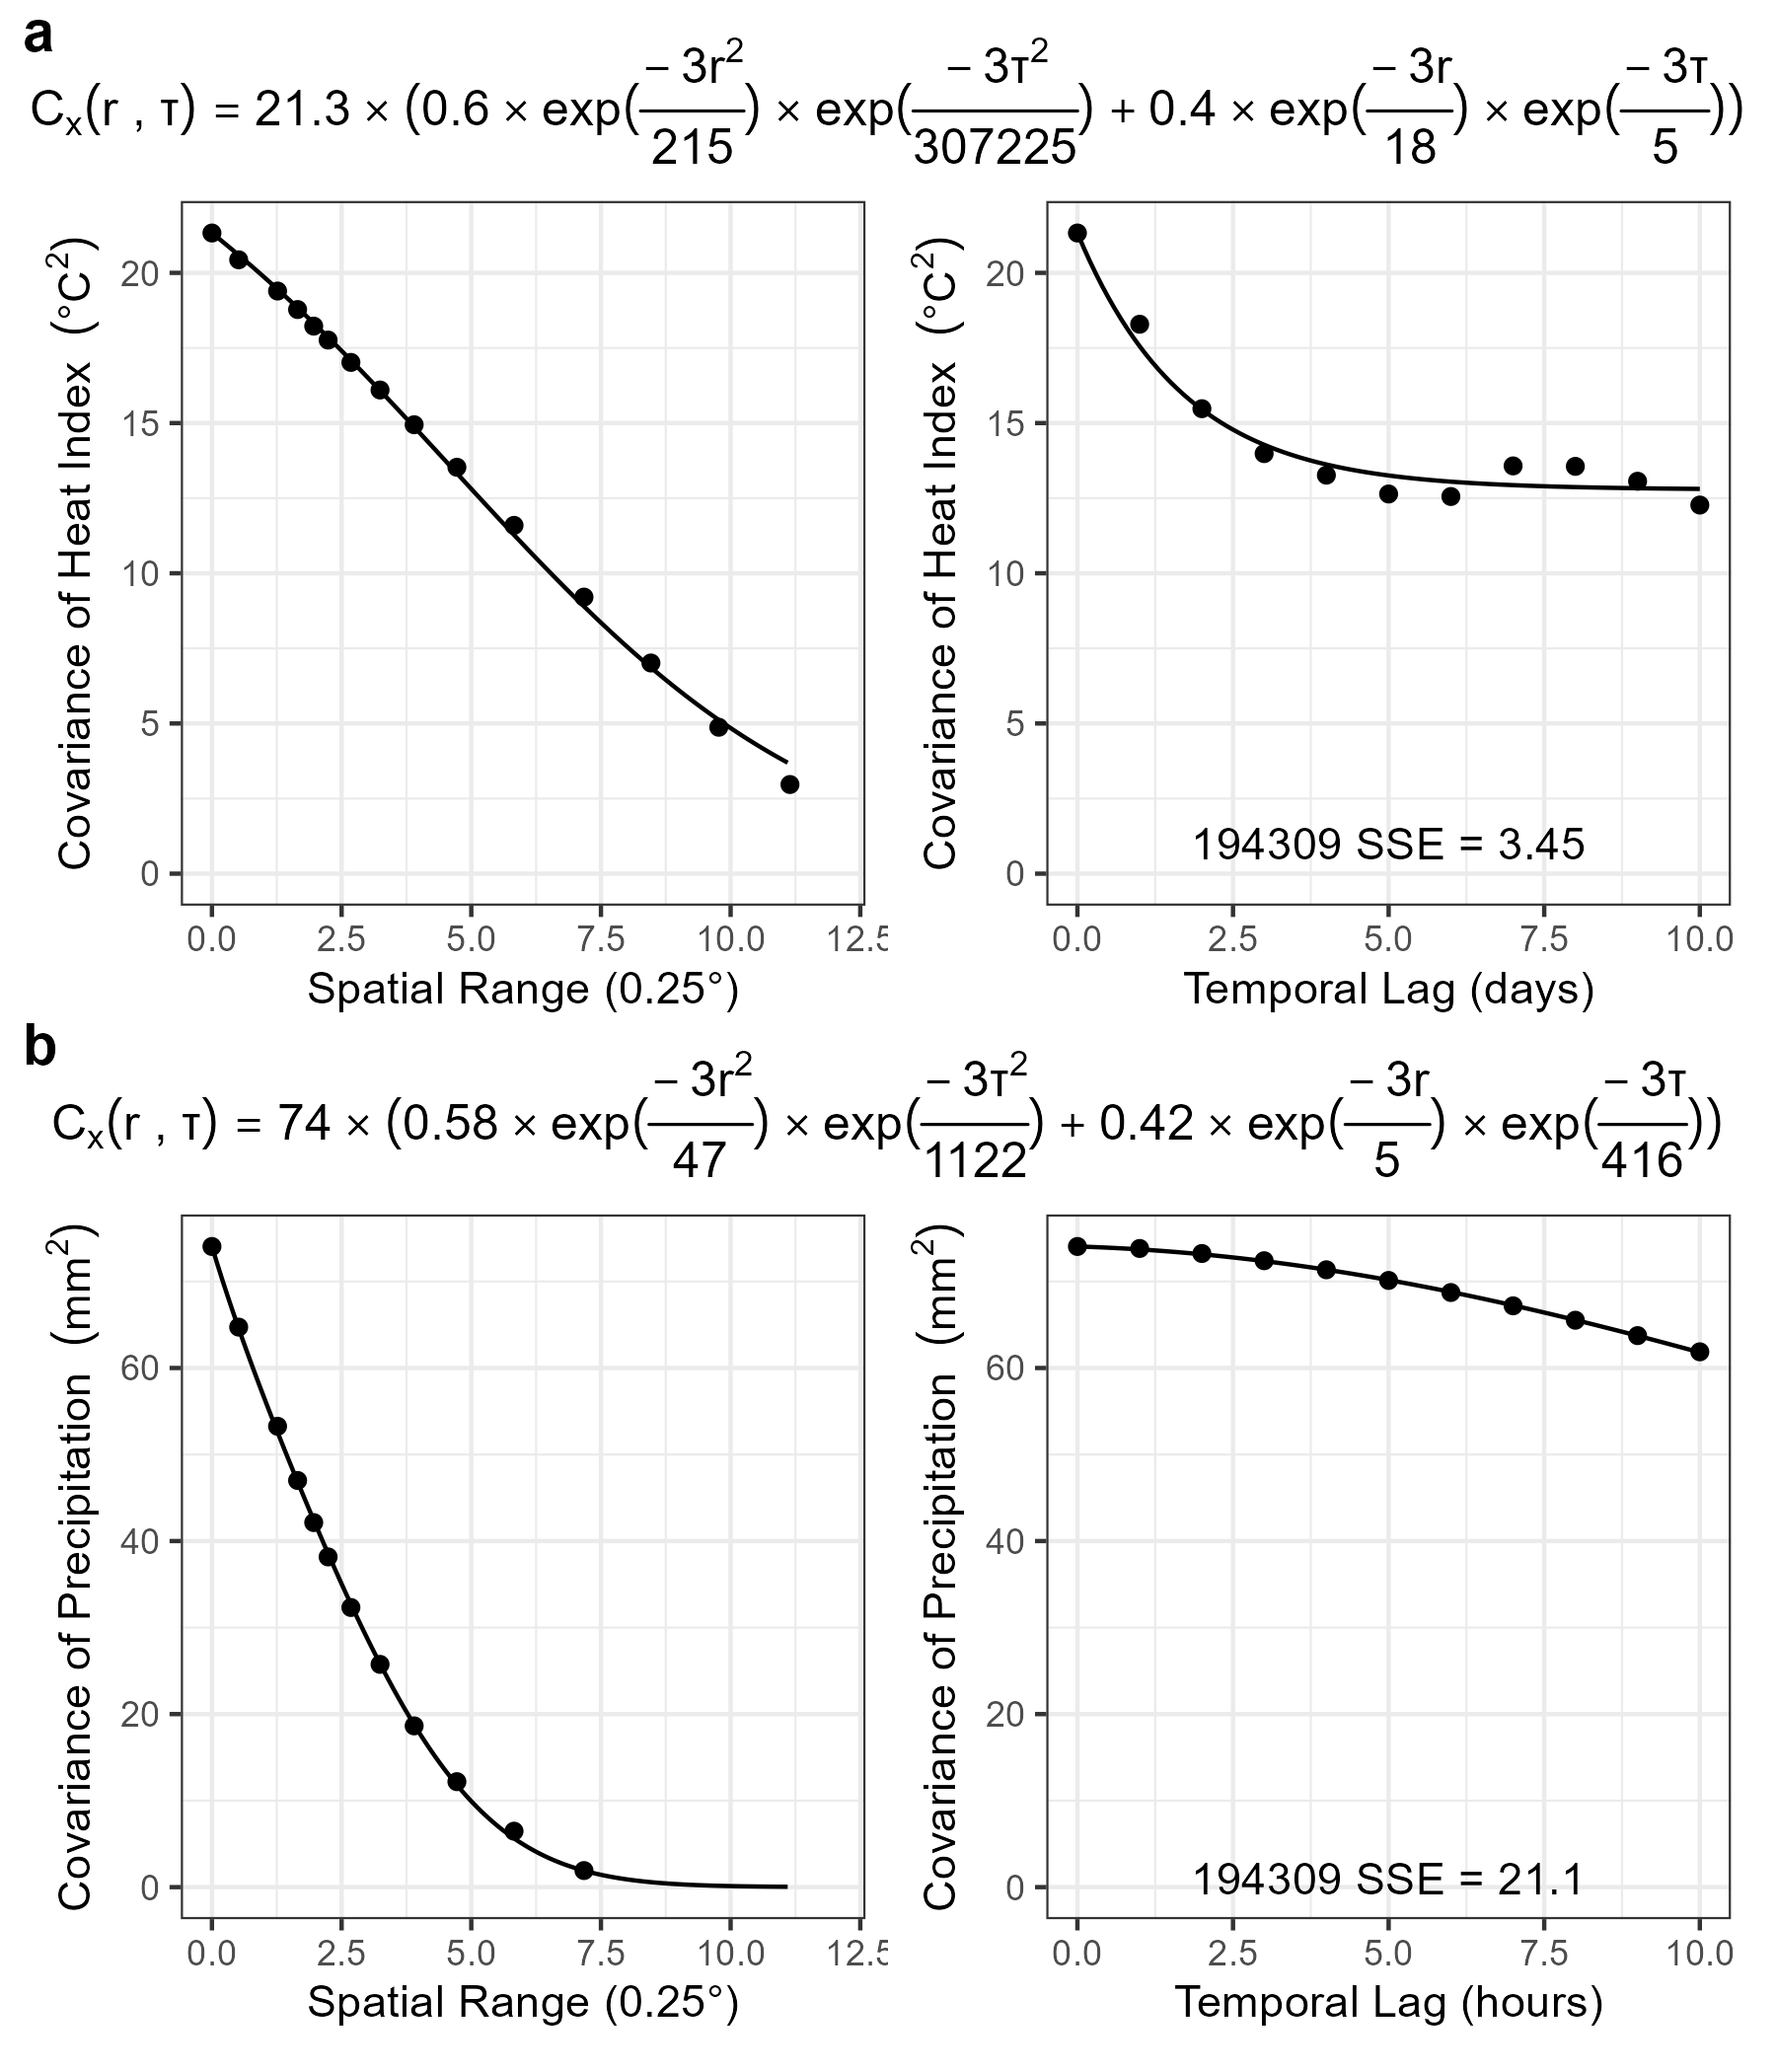 a
Cₓ(r , τ) = 21.3 × (0.6 × exp(− 3r² / 215) × exp(− 3τ² / 307225) + 0.4 × exp(− 3r / 18) × exp(− 3τ / 5))
Covariance of Heat Index (°C²)
20
15
10
5
0
0.0 2.5 5.0 7.5 10.0 12.5
Spatial Range (0.25°)
Covariance of Heat Index (°C²)
20
15
10
5
0
194309 SSE = 3.45
0.0 2.5 5.0 7.5 10.0
Temporal Lag (days)
b
Cₓ(r , τ) = 74 × (0.58 × exp(− 3r² / 47) × exp(− 3τ² / 1122) + 0.42 × exp(− 3r / 5) × exp(− 3τ / 416))
Covariance of Precipitation (mm²)
60
40
20
0
0.0 2.5 5.0 7.5 10.0 12.5
Spatial Range (0.25°)
Covariance of Precipitation (mm²)
60
40
20
0
194309 SSE = 21.1
0.0 2.5 5.0 7.5 10.0
Temporal Lag (hours)